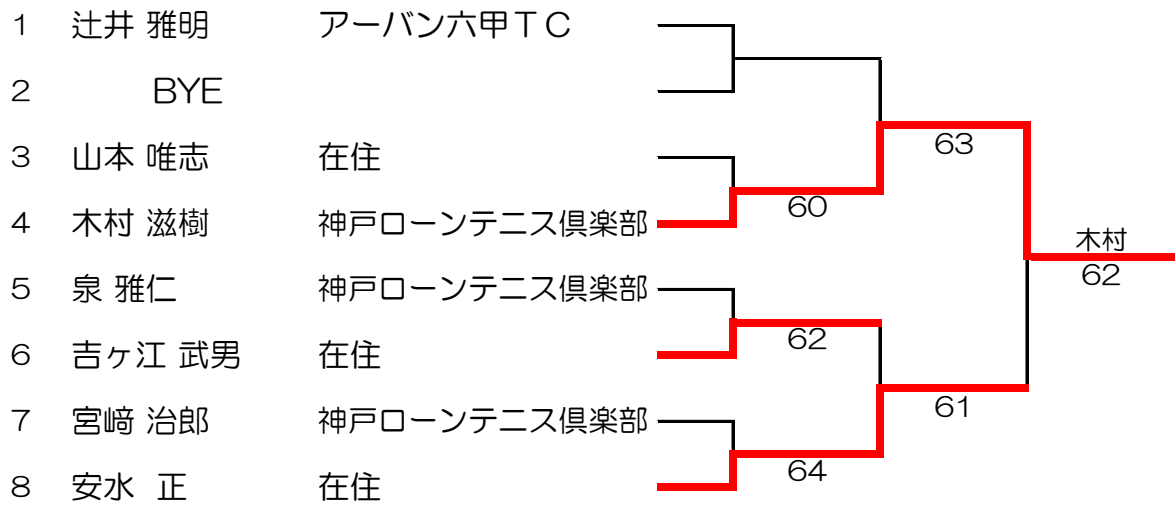 1 辻井 雅明 アーバン六甲ＴＣ
2 BYE
63
3 山本 唯志 在住
60
4 木村 滋樹 神戸ローンテニス倶楽部
木村
62
5 泉 雅仁 神戸ローンテニス倶楽部
62
6 吉ヶ江 武男 在住
61
7 宮﨑 治郎 神戸ローンテニス倶楽部
64
8 安水 正 在住